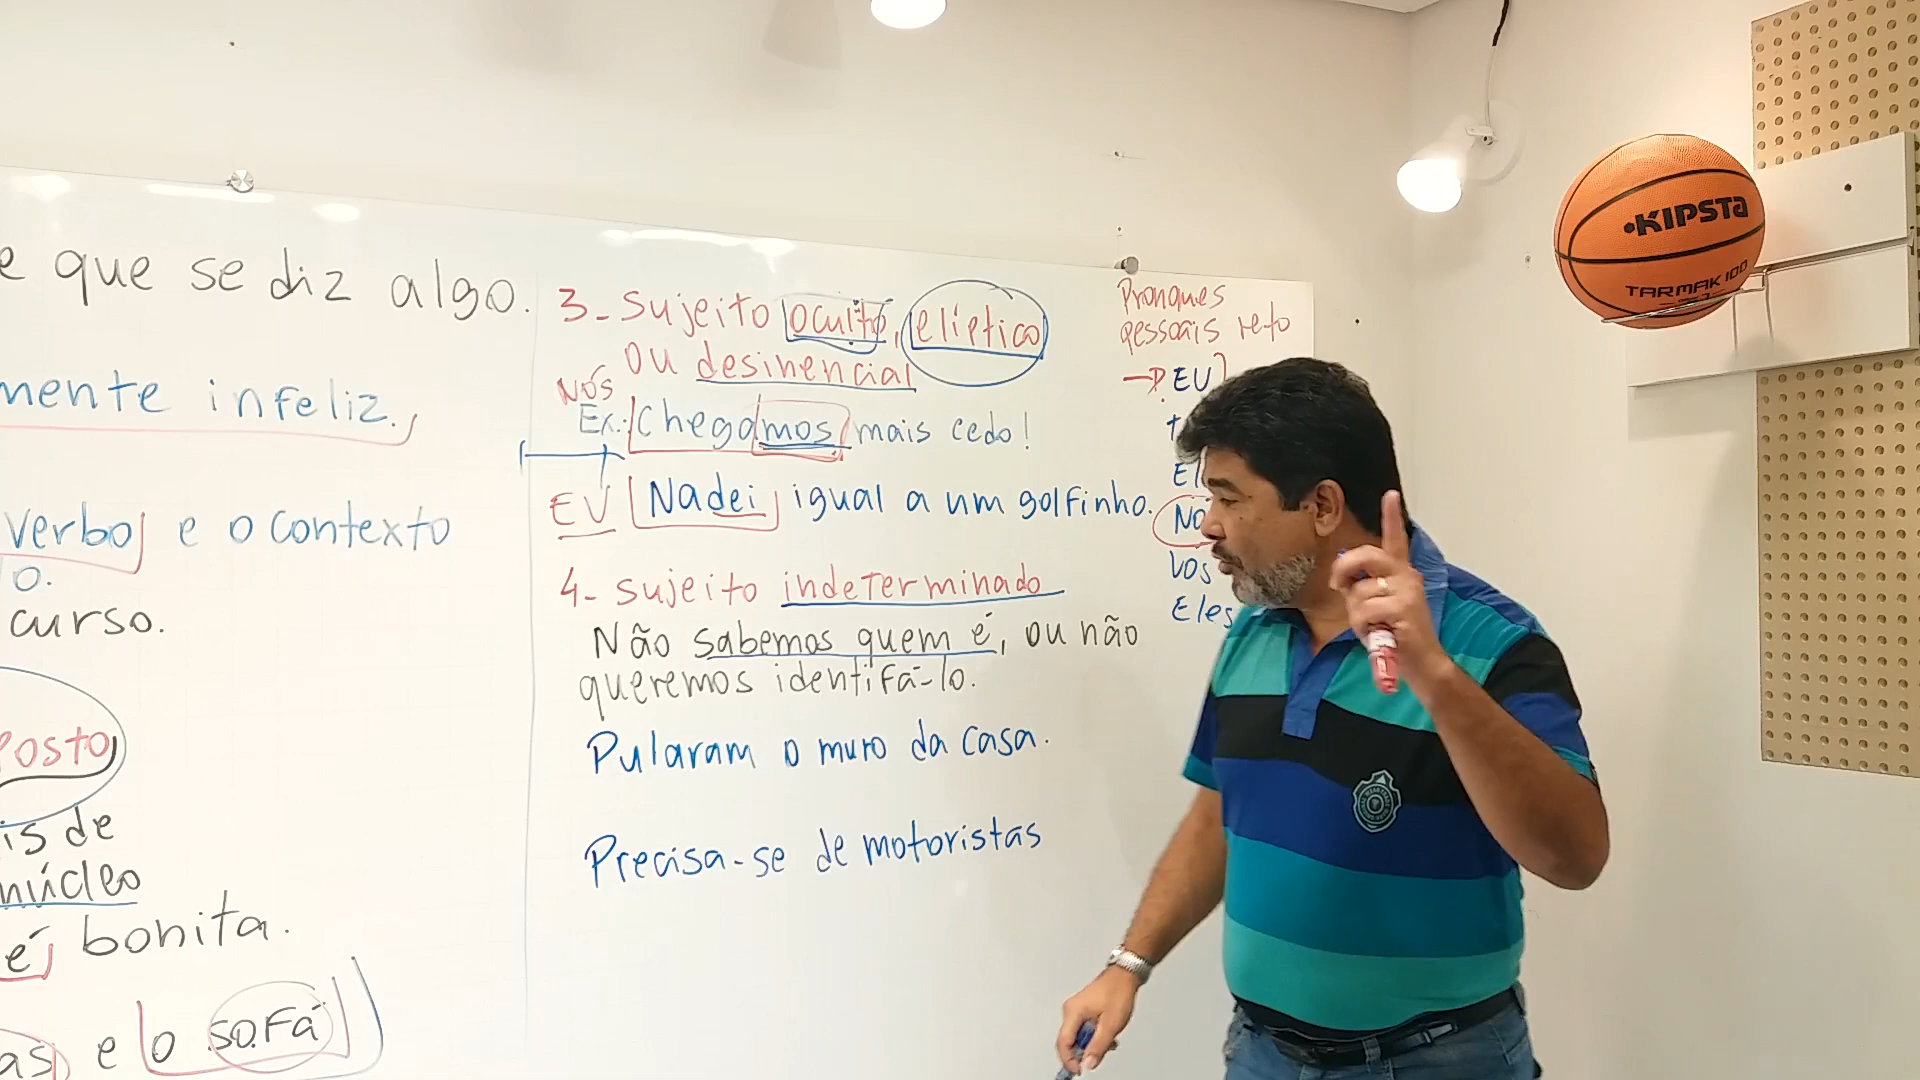 e que se diz algo.
mente infeliz.
verbo e o contexto
o.
curso.
posto
is de
núcleo
é bonita.
as e o sofá
3- Sujeito oculto, elíptico
ou desinencial
Nós
Ex.: Chegamos mais cedo!
EU Nadei igual a um golfinho.
4- Sujeito indeterminado
Não sabemos quem é, ou não
queremos identifá-lo.
Pularam o muro da casa.
Precisa-se de motoristas
Pronomes
pessoais reto
EU
t
El
Nó
Vós
Eles
KIPSTA
TARMAK 100